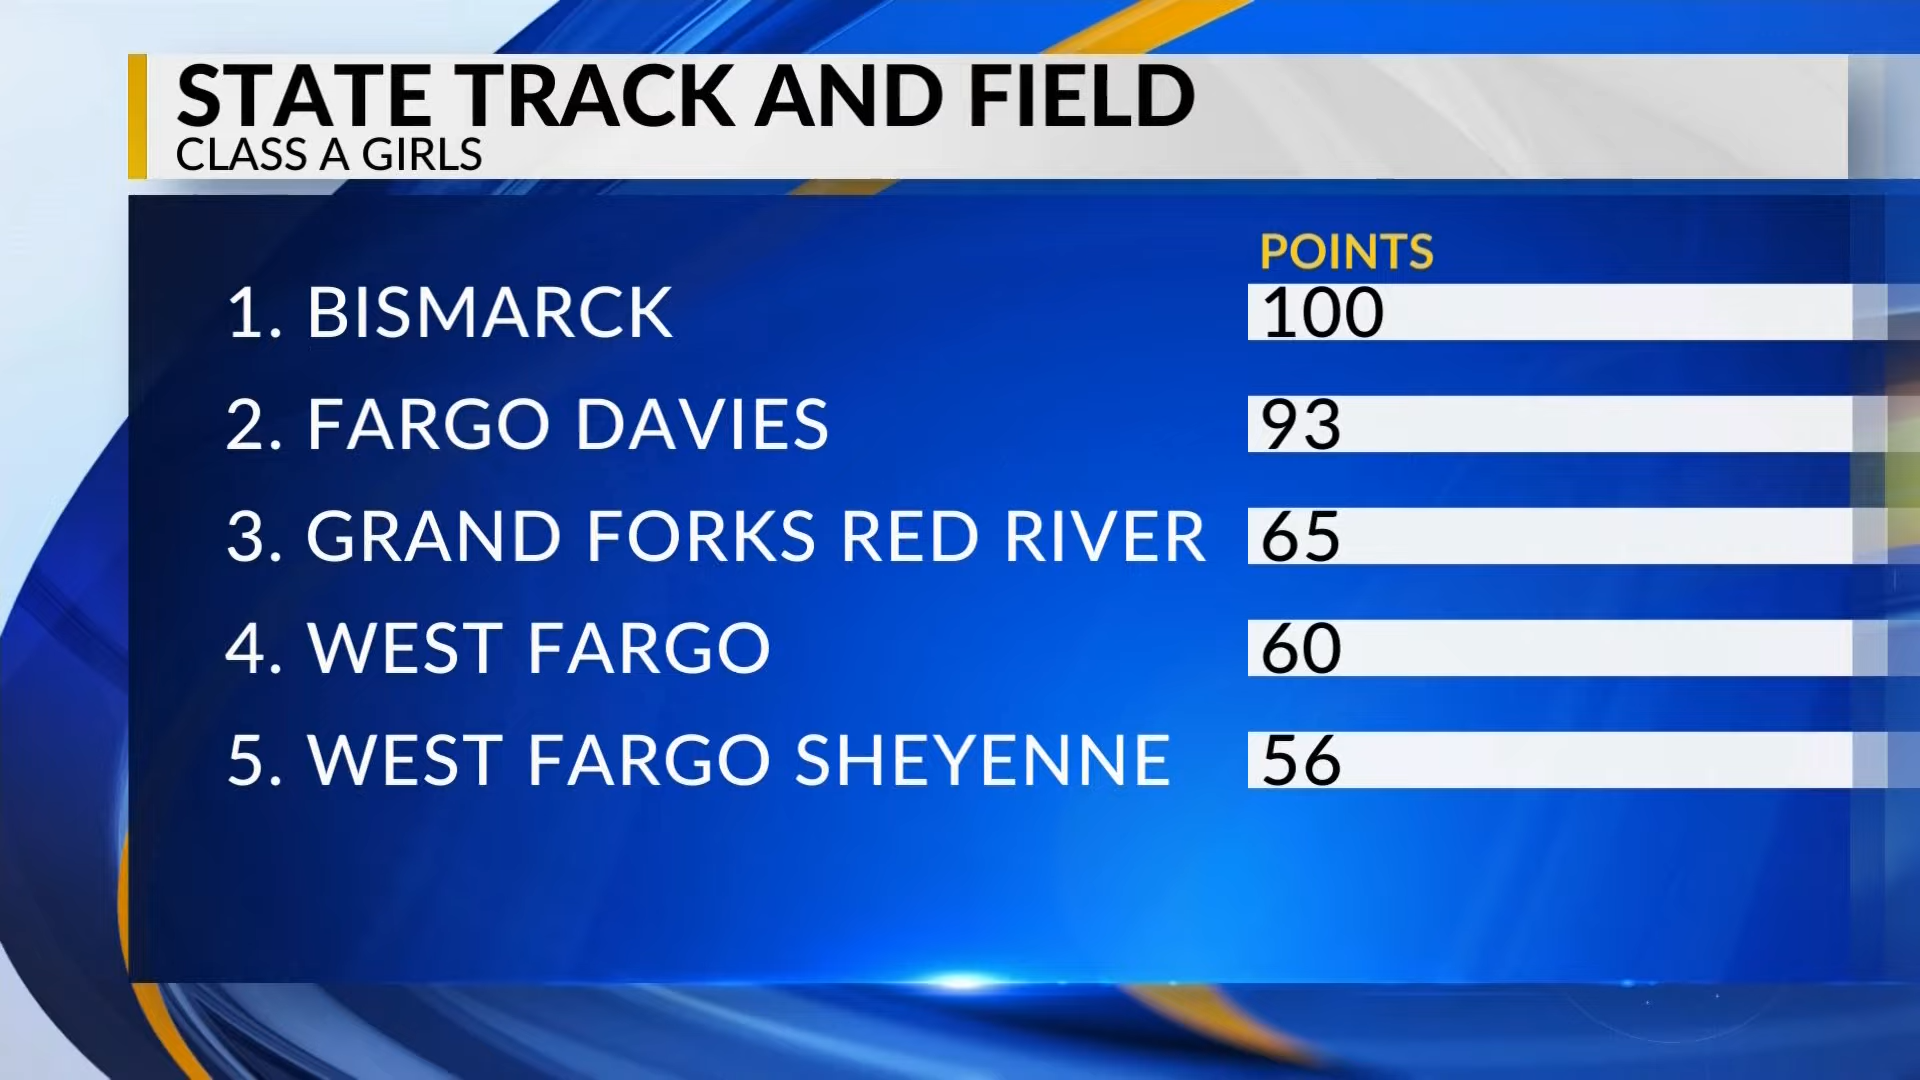 STATE TRACK AND FIELD
CLASS A GIRLS
POINTS
1. BISMARCK 100
2. FARGO DAVIES 93
3. GRAND FORKS RED RIVER 65
4. WEST FARGO 60
5. WEST FARGO SHEYENNE 56